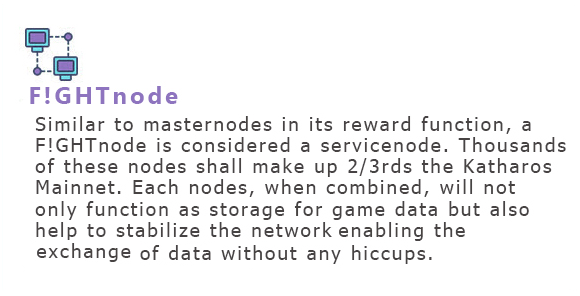 F!GHTnode
Similar to masternodes in its reward function, a
F!GHTnode is considered a servicenode. Thousands
of these nodes shall make up 2/3rds the Katharos
Mainnet. Each nodes, when combined, will not
only function as storage for game data but also
help to stabilize the network enabling the
exchange of data without any hiccups.